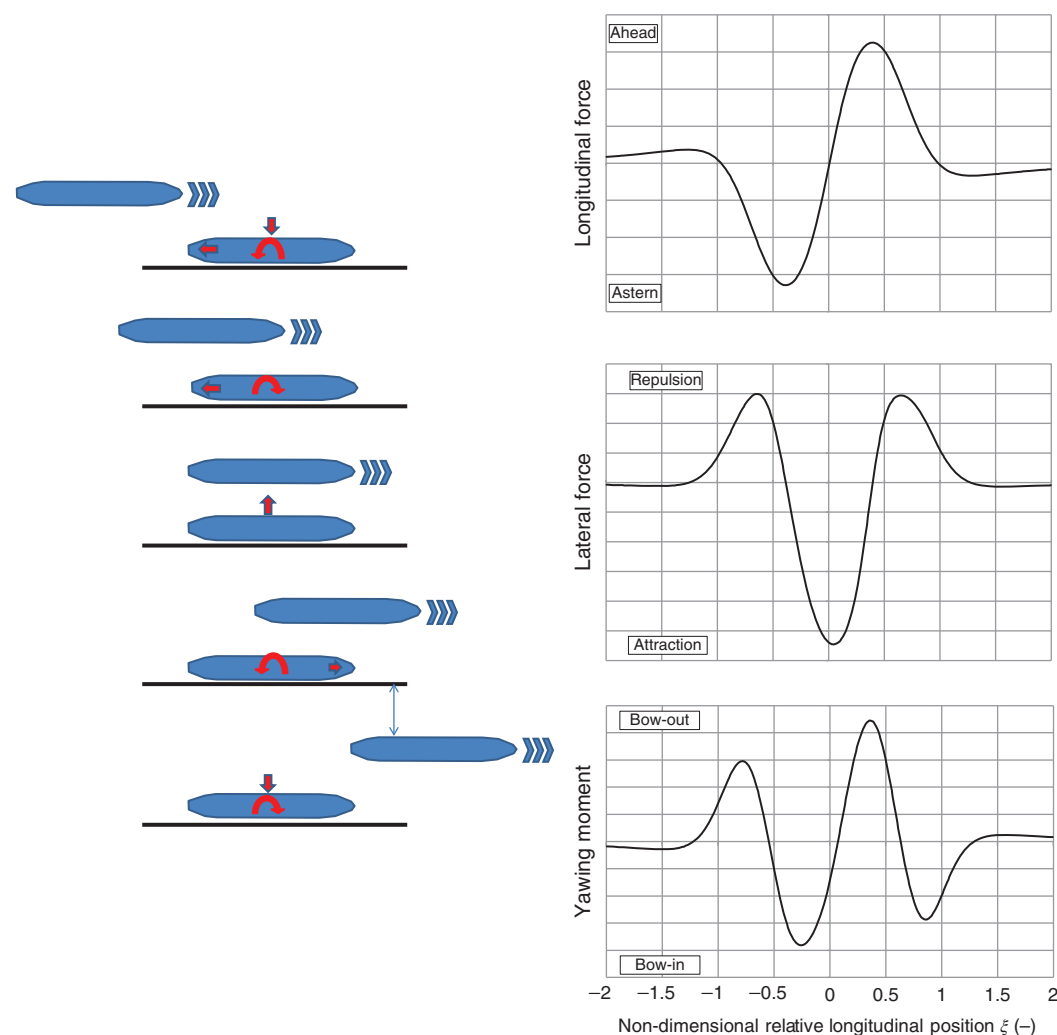 Ahead
Longitudinal force
Astern
Repulsion
Lateral force
Attraction
Bow-out
Yawing moment
Bow-in
−2 −1.5 −1 −0.5 0 0.5 1 1.5 2
Non-dimensional relative longitudinal position ξ (–)